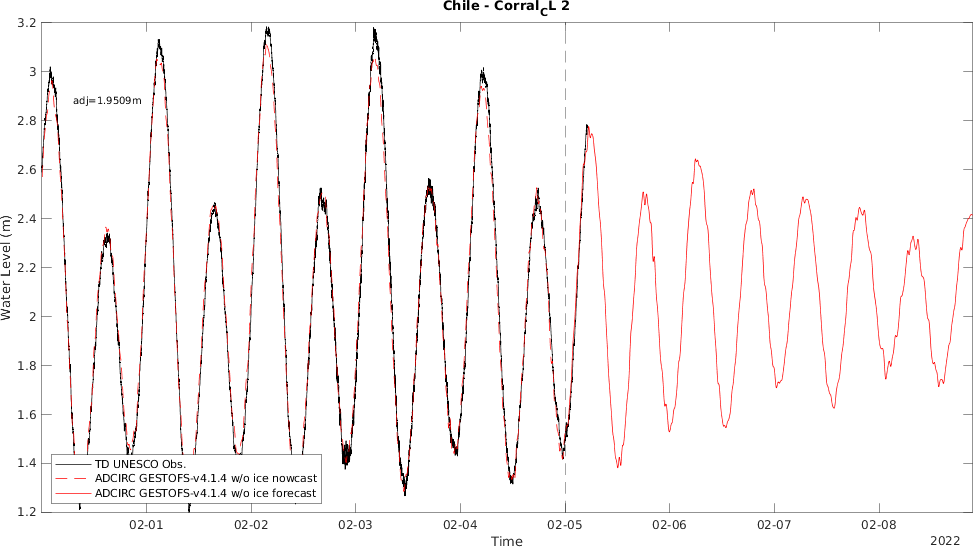 Chile - Corral_CL 2
3.2
3
2.8
2.6
2.4
2.2
2
1.8
1.6
1.4
1.2
Water Level (m)
adj=1.9509m
TD UNESCO Obs.
ADCIRC GESTOFS-v4.1.4 w/o ice nowcast
ADCIRC GESTOFS-v4.1.4 w/o ice forecast
02-01 02-02 02-03 02-04 02-05 02-06 02-07 02-08
Time
2022